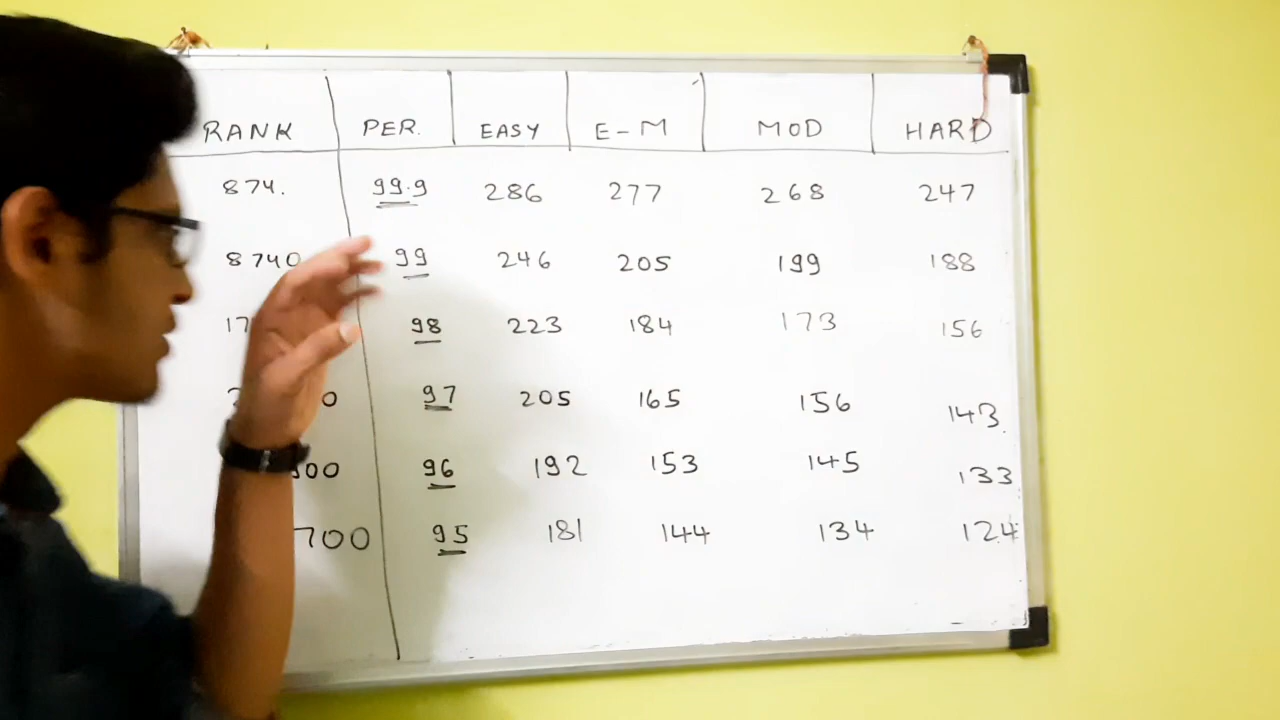 RANK PER. EASY E-M MOD HARD
874. 99.9 286 277 268 247
8740 99 246 205 199 188
98 223 184 173 156
97 205 165 156 143.
96 192 153 145 133
95 181 144 134 124